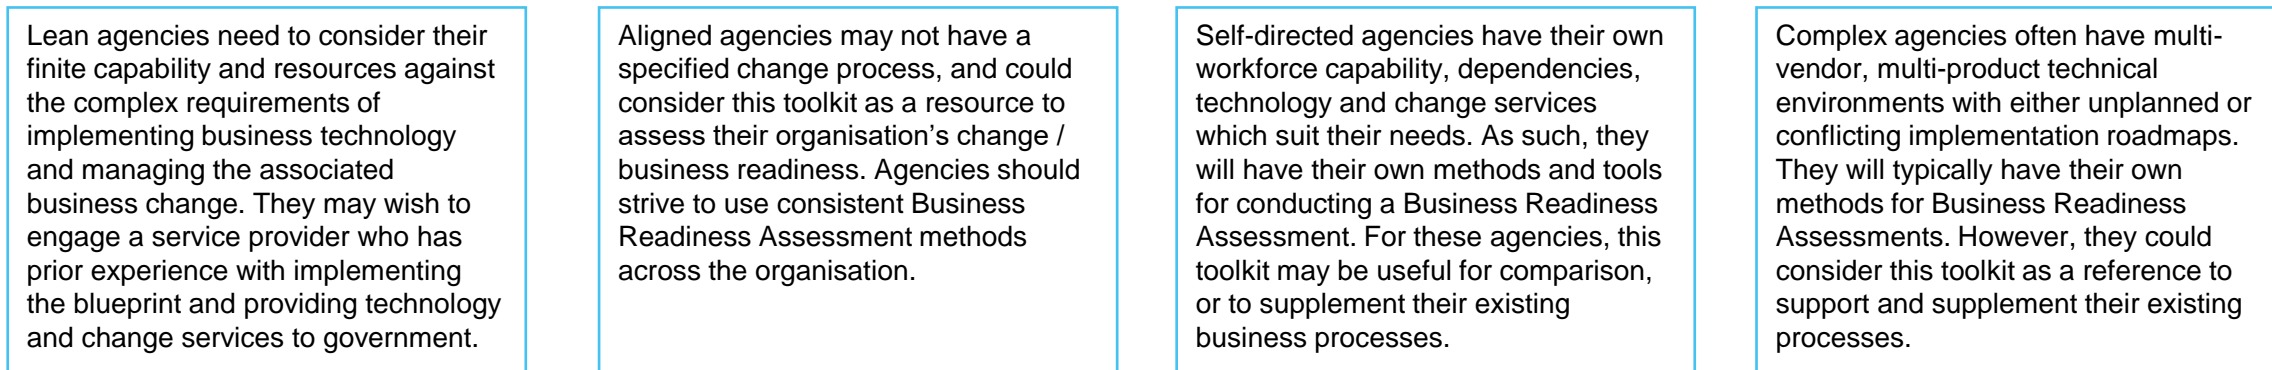 Lean agencies need to consider their
finite capability and resources against
the complex requirements of
implementing business technology
and managing the associated
business change. They may wish to
engage a service provider who has
prior experience with implementing
the blueprint and providing technology
and change services to government.
Aligned agencies may not have a
specified change process, and could
consider this toolkit as a resource to
assess their organisation’s change /
business readiness. Agencies should
strive to use consistent Business
Readiness Assessment methods
across the organisation.
Self-directed agencies have their own
workforce capability, dependencies,
technology and change services
which suit their needs. As such, they
will have their own methods and tools
for conducting a Business Readiness
Assessment. For these agencies, this
toolkit may be useful for comparison,
or to supplement their existing
business processes.
Complex agencies often have multi-
vendor, multi-product technical
environments with either unplanned or
conflicting implementation roadmaps.
They will typically have their own
methods for Business Readiness
Assessments. However, they could
consider this toolkit as a reference to
support and supplement their existing
processes.